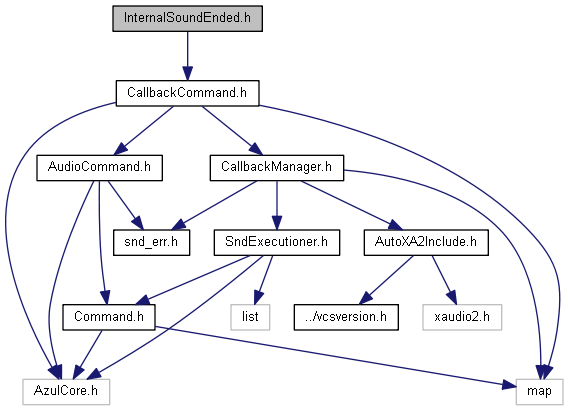 InternalSoundEnded.h
CallbackCommand.h
AudioCommand.h
CallbackManager.h
snd_err.h
SndExecutioner.h
AutoXA2Include.h
Command.h
list
../vcsversion.h
xaudio2.h
AzulCore.h
map